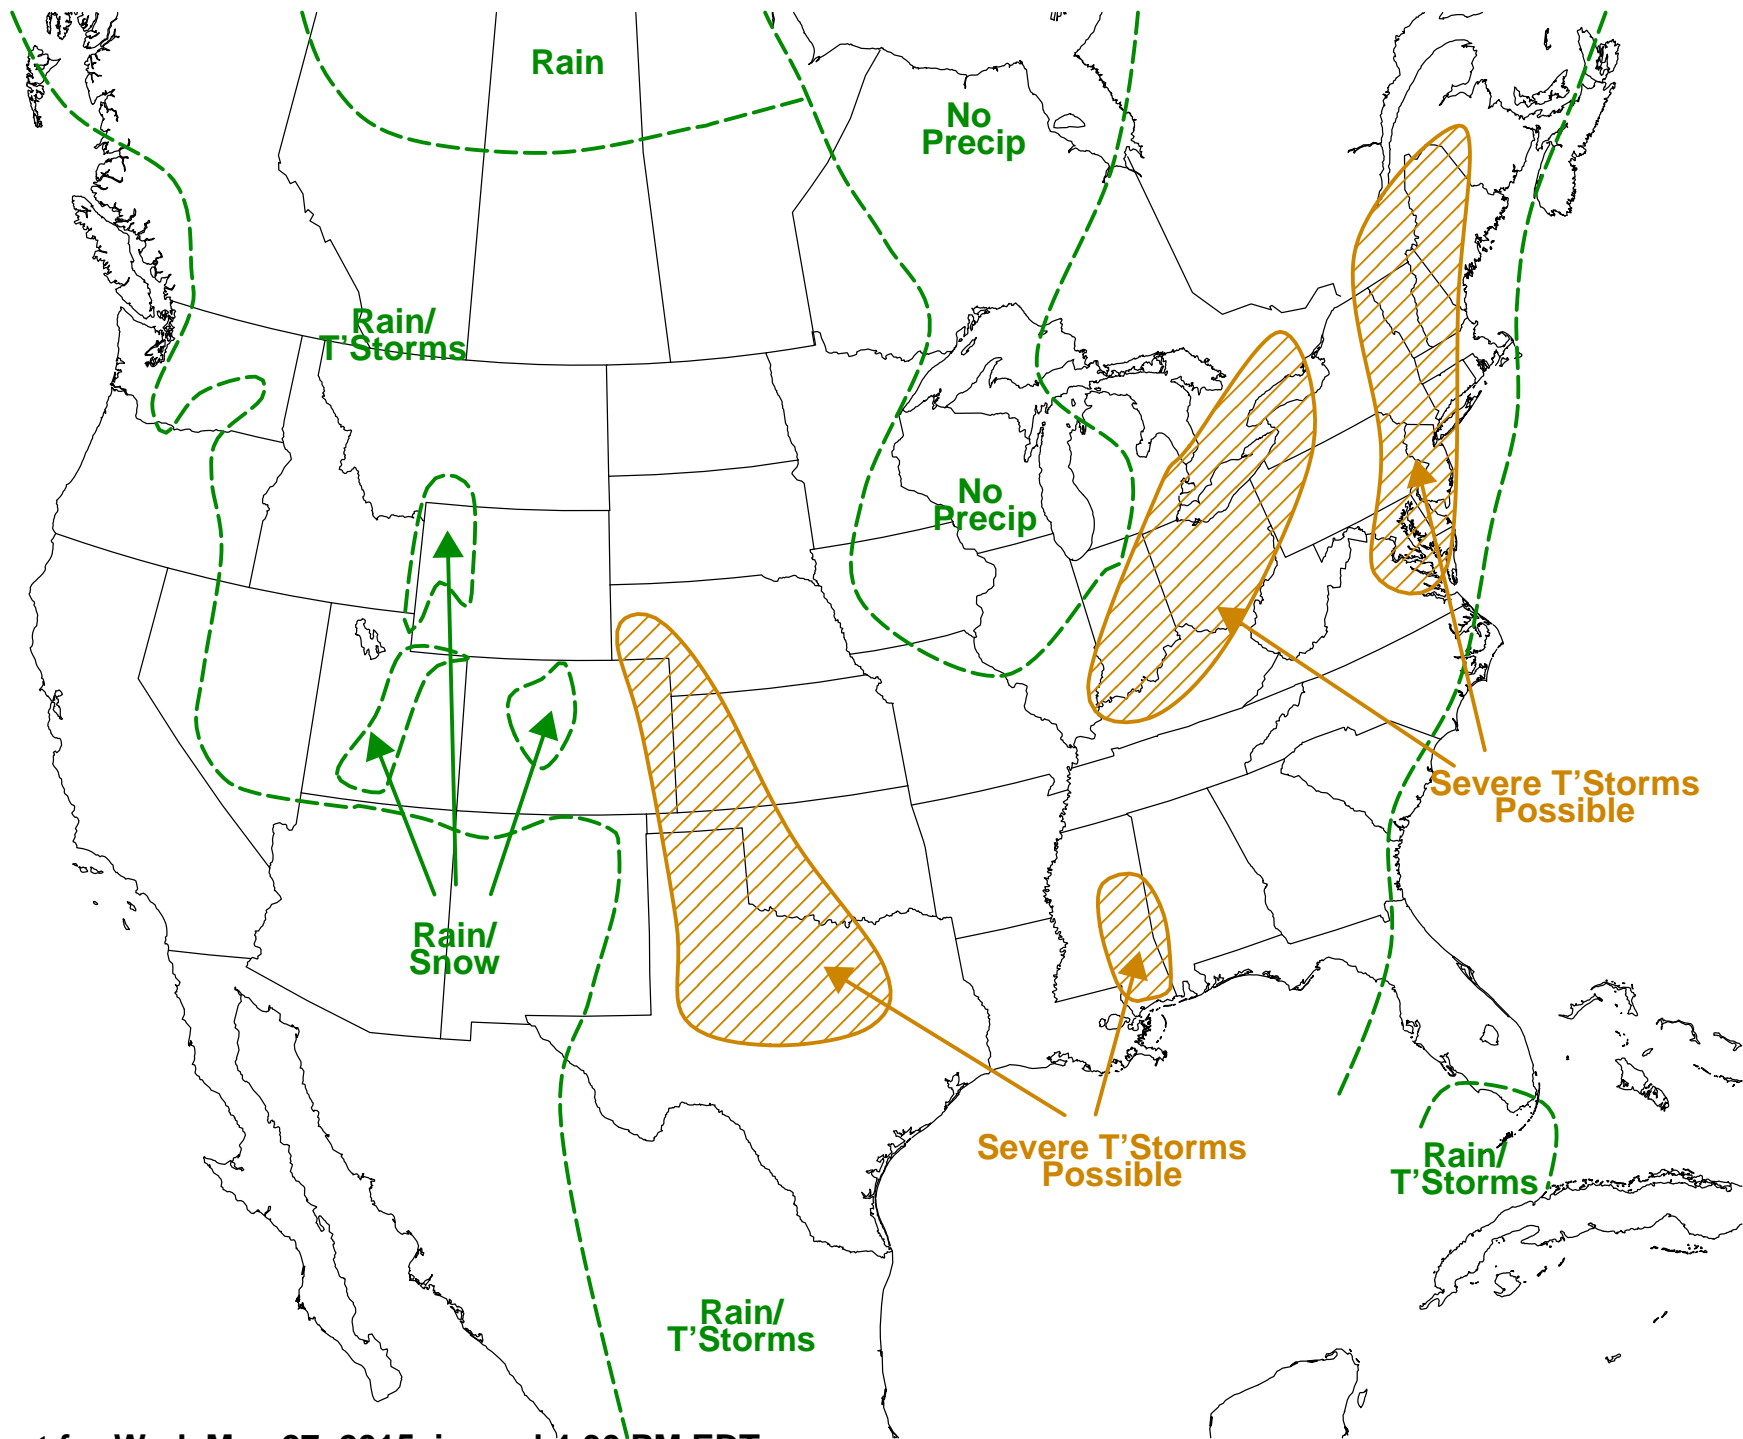 Rain
No
Precip
Rain/
T'Storms
No
Precip
Severe T'Storms
Possible
Rain/
Snow
Severe T'Storms
Possible
Rain/
T'Storms
Rain/
T'Storms